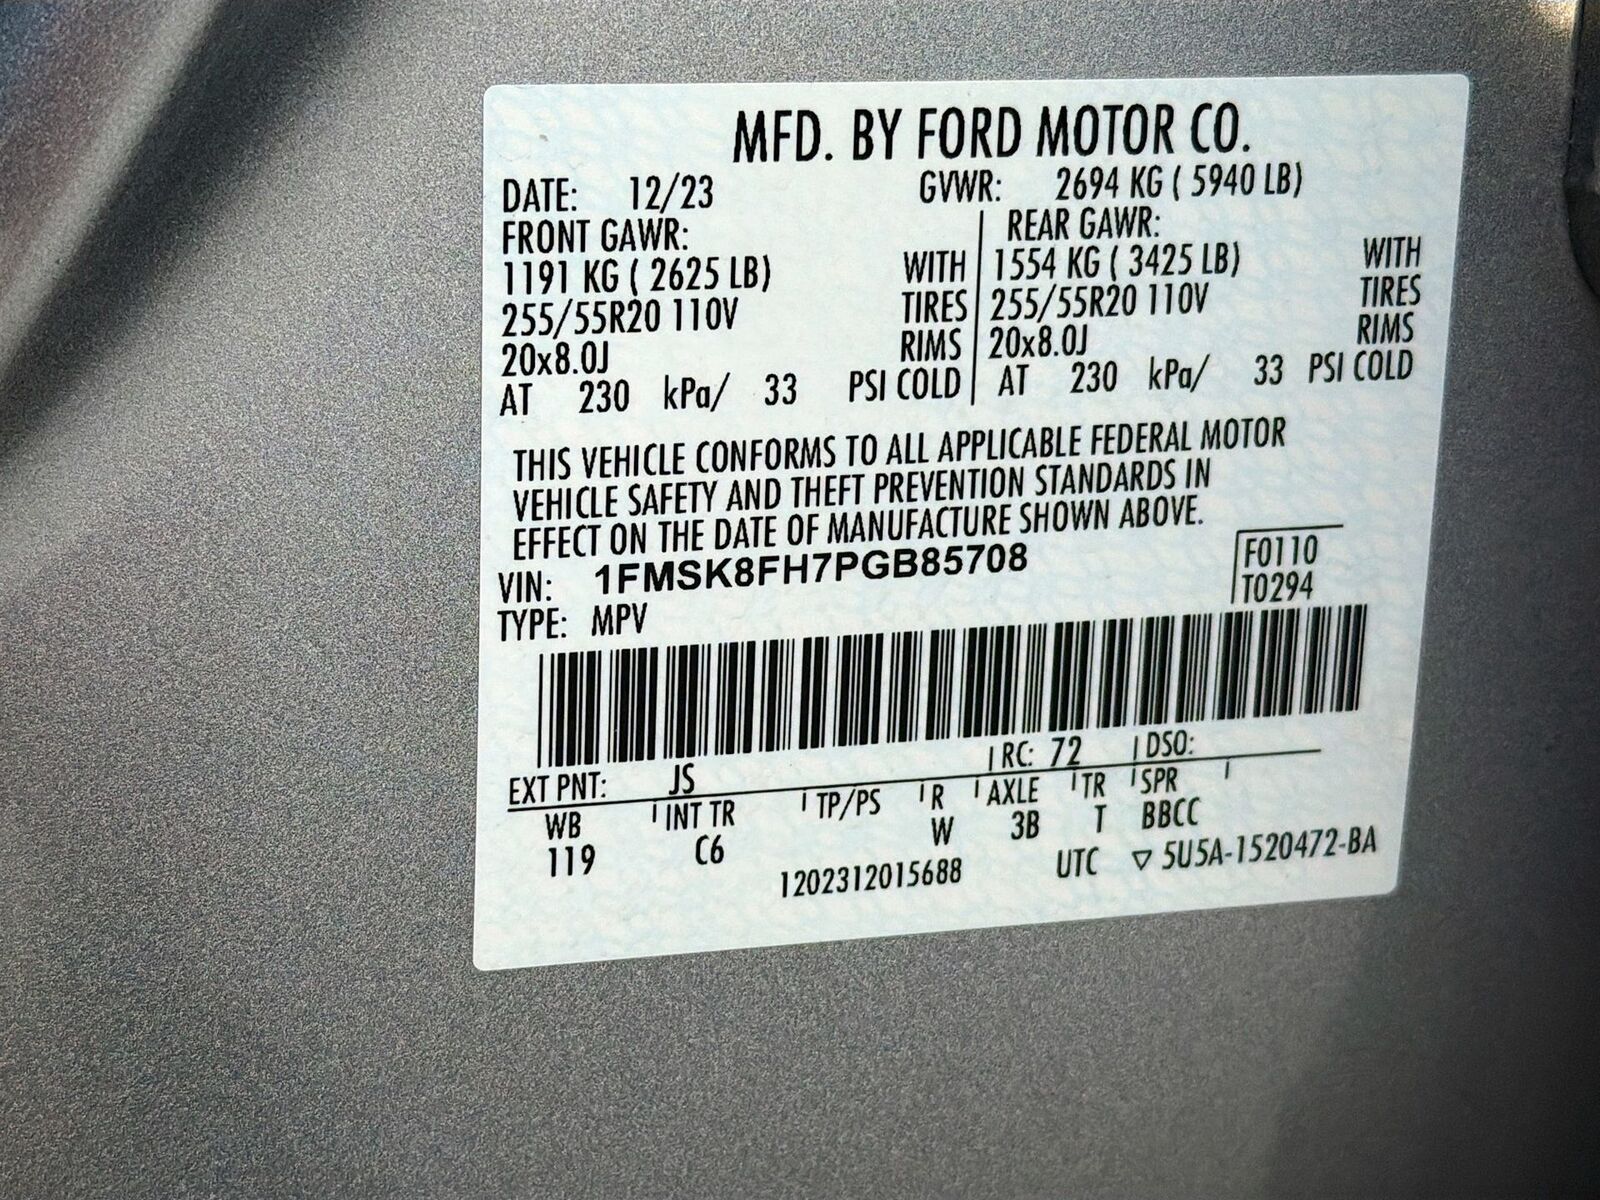 MFD. BY FORD MOTOR CO.
DATE: 12/23 GVWR: 2694 KG ( 5940 LB)
FRONT GAWR: REAR GAWR:
1191 KG ( 2625 LB) WITH 1554 KG ( 3425 LB) WITH
255/55R20 110V TIRES 255/55R20 110V TIRES
20x8.0J RIMS 20x8.0J RIMS
AT 230 kPa/ 33 PSI COLD AT 230 kPa/ 33 PSI COLD
THIS VEHICLE CONFORMS TO ALL APPLICABLE FEDERAL MOTOR
VEHICLE SAFETY AND THEFT PREVENTION STANDARDS IN
EFFECT ON THE DATE OF MANUFACTURE SHOWN ABOVE.
VIN: 1FMSK8FH7PGB85708 F0110
TYPE: MPV T0294
EXT PNT: JS RC: 72 DSO:
WB INT TR TP/PS R AXLE TR SPR
119 C6 W 3B T BBCC
1202312015688 UTC ▽ 5U5A-1520472-BA